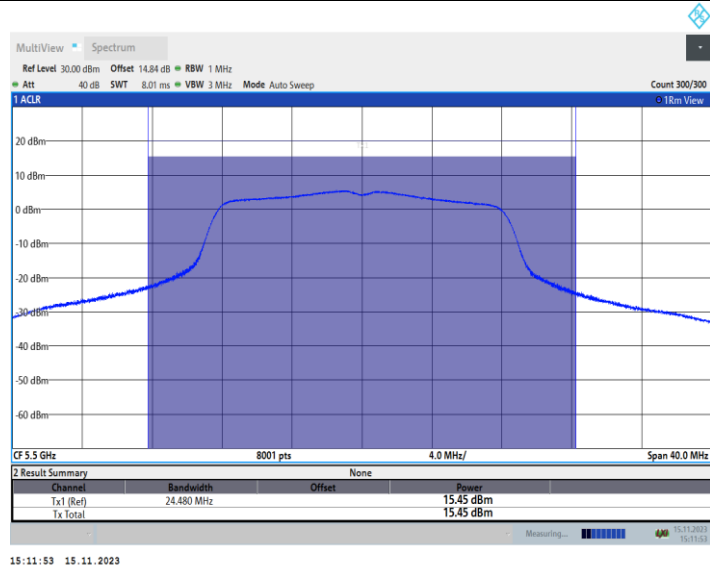 MultiView Spectrum
Ref Level 30.00 dBm Offset 14.84 dB RBW 1 MHz
Att 40 dB SWT 8.01 ms VBW 3 MHz Mode Auto Sweep Count 300/300
1 ACLR 1Rm View
20 dBm
10 dBm
0 dBm
-10 dBm
-20 dBm
-30 dBm
-40 dBm
-50 dBm
-60 dBm
CF 5.5 GHz 8001 pts 4.0 MHz/ Span 40.0 MHz
2 Result Summary None
Channel Bandwidth Offset Power
Tx1 (Ref) 24.480 MHz 15.45 dBm
Tx Total 15.45 dBm
Measuring... 15.11.2023
15:11:53
15:11:53 15.11.2023